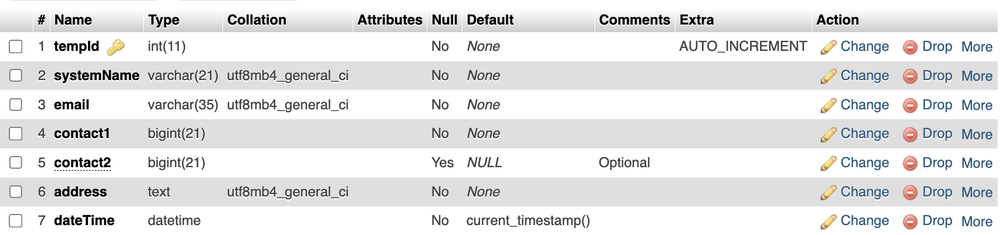 # Name Type Collation Attributes Null Default Comments Extra Action
1 tempId int(11) No None AUTO_INCREMENT Change Drop More
2 systemName varchar(21) utf8mb4_general_ci No None Change Drop More
3 email varchar(35) utf8mb4_general_ci No None Change Drop More
4 contact1 bigint(21) No None Change Drop More
5 contact2 bigint(21) Yes NULL Optional Change Drop More
6 address text utf8mb4_general_ci No None Change Drop More
7 dateTime datetime No current_timestamp() Change Drop More